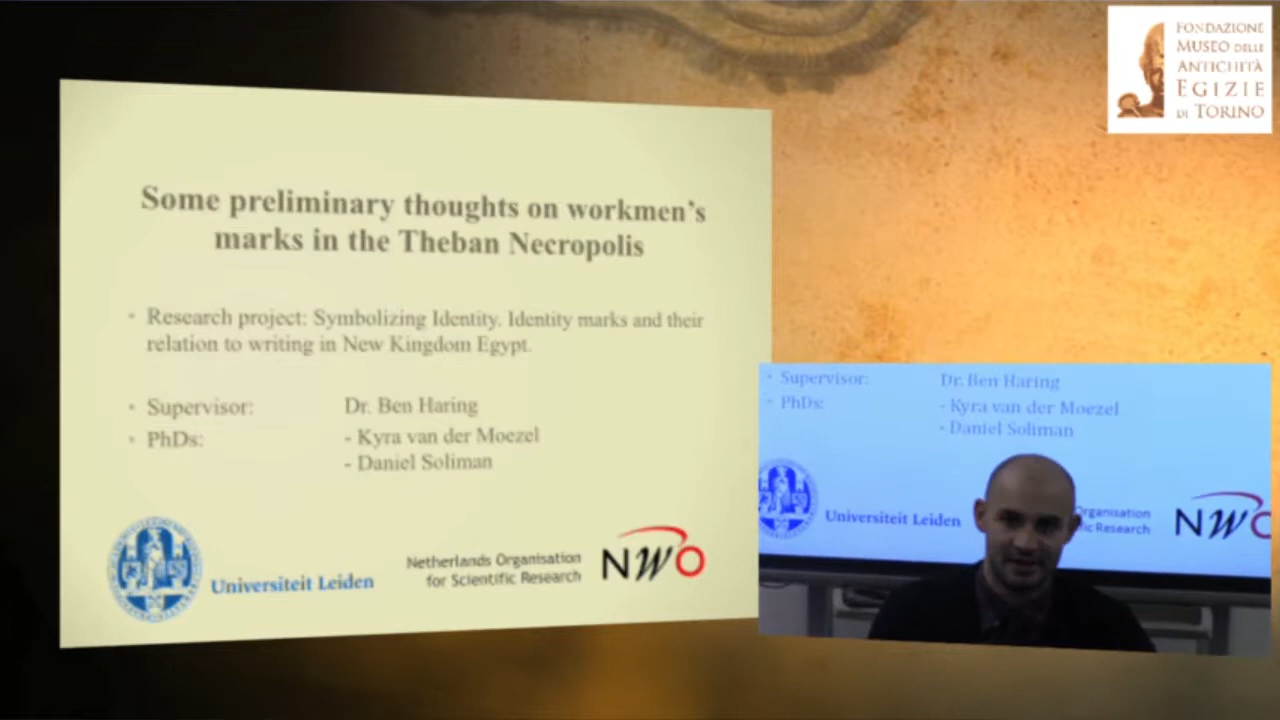 FONDAZIONE
MUSEO DELLE
ANTICHITÀ
EGIZIE
DI TORINO
Some preliminary thoughts on workmen's
marks in the Theban Necropolis
• Research project: Symbolizing Identity. Identity marks and their
relation to writing in New Kingdom Egypt.
• Supervisor: Dr. Ben Haring
• PhDs: - Kyra van der Moezel
- Daniel Soliman
Universiteit Leiden
Netherlands Organisation
for Scientific Research
NWO
• Supervisor: Dr. Ben Haring
• PhDs: - Kyra van der Moezel
- Daniel Soliman
Universiteit Leiden
Organisation
fic Research
NWO